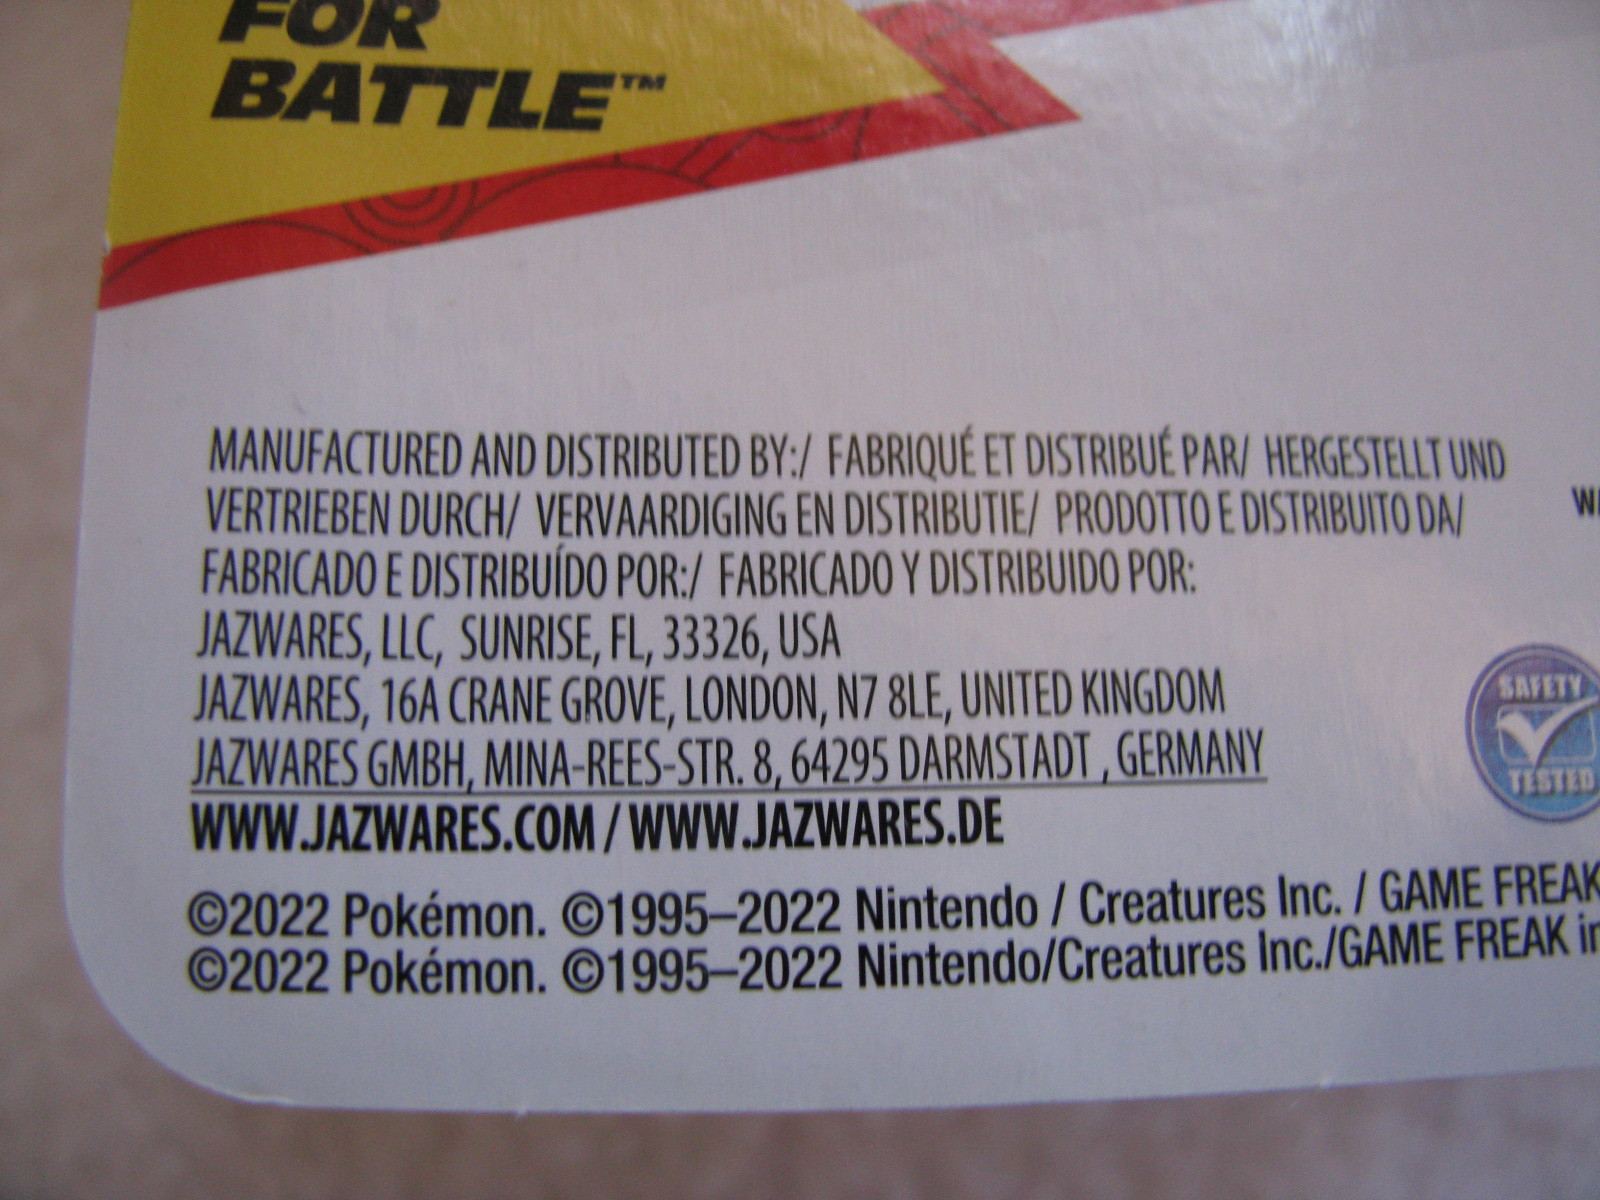 FOR
BATTLE™
MANUFACTURED AND DISTRIBUTED BY:/ FABRIQUÉ ET DISTRIBUÉ PAR/ HERGESTELLT UND
VERTRIEBEN DURCH/ VERVAARDIGING EN DISTRIBUTIE/ PRODOTTO E DISTRIBUITO DA/
FABRICADO E DISTRIBUÍDO POR:/ FABRICADO Y DISTRIBUIDO POR:
JAZWARES, LLC, SUNRISE, FL, 33326, USA
JAZWARES, 16A CRANE GROVE, LONDON, N7 8LE, UNITED KINGDOM
JAZWARES GMBH, MINA-REES-STR. 8, 64295 DARMSTADT , GERMANY
WWW.JAZWARES.COM / WWW.JAZWARES.DE
©2022 Pokémon. ©1995–2022 Nintendo / Creatures Inc. / GAME FREAK
©2022 Pokémon. ©1995–2022 Nintendo/Creatures Inc./GAME FREAK
SAFETY
TESTED